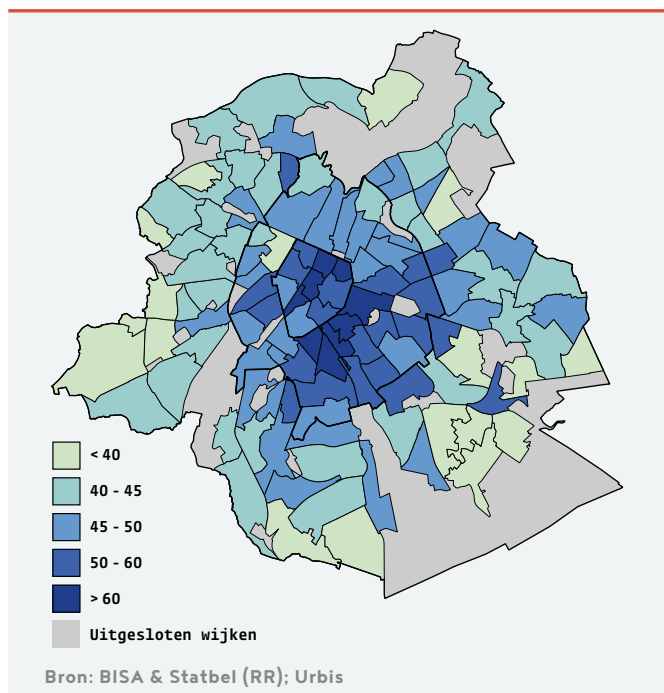 < 40
40 - 45
45 - 50
50 - 60
> 60
Uitgesloten wijken
Bron: BISA & Statbel (RR); Urbis